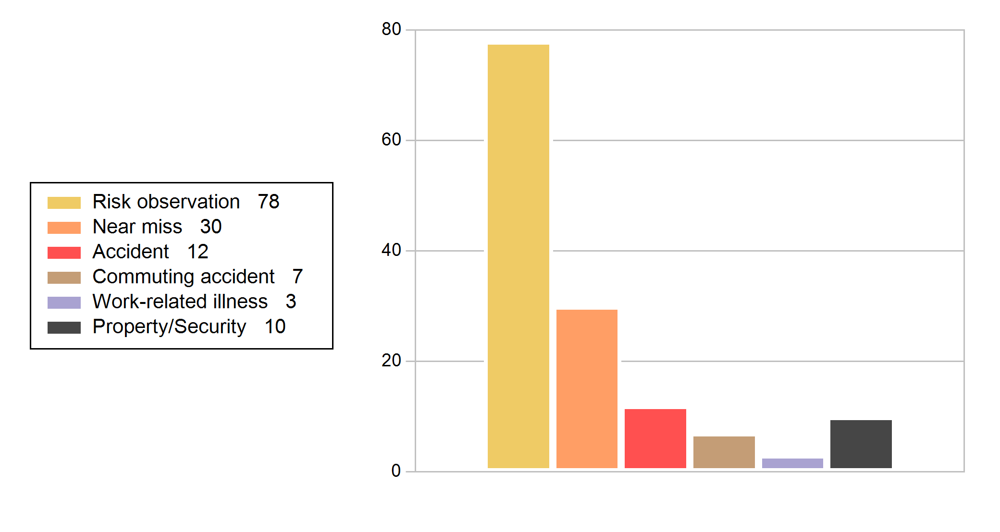 Risk observation 78
Near miss 30
Accident 12
Commuting accident 7
Work-related illness 3
Property/Security 10
80
60
40
20
0